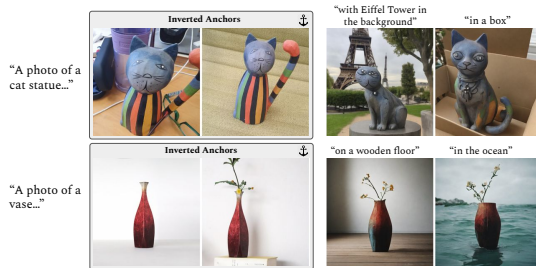 Inverted Anchors
"with Eiffel Tower in
the background"
"in a box"
"A photo of a
cat statue..."
Inverted Anchors
"on a wooden floor"
"in the ocean"
"A photo of a
vase..."